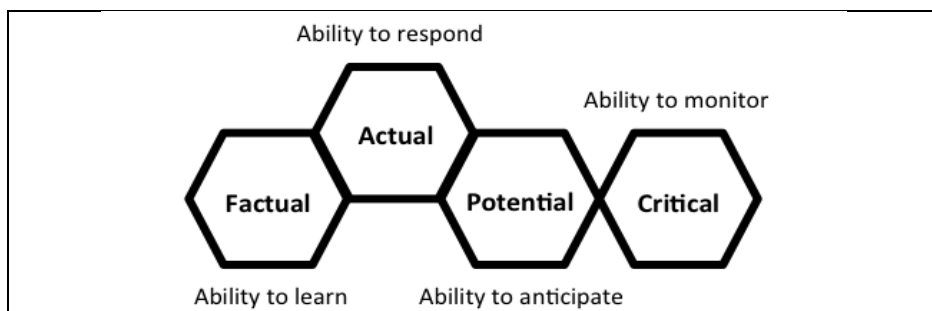 Ability to respond
Ability to monitor
Actual
Factual
Potential
Critical
Ability to learn
Ability to anticipate